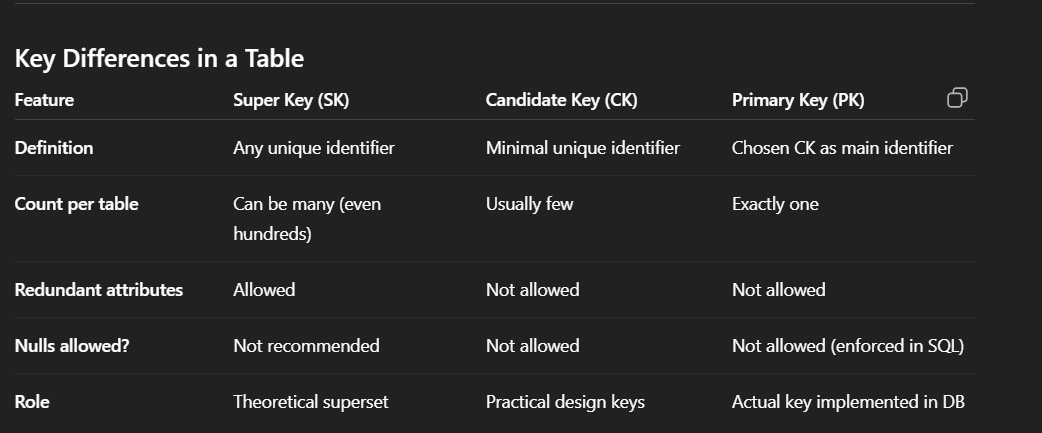 Key Differences in a Table
Feature Super Key (SK) Candidate Key (CK) Primary Key (PK)
Definition Any unique identifier Minimal unique identifier Chosen CK as main identifier
Count per table Can be many (even Usually few Exactly one
hundreds)
Redundant attributes Allowed Not allowed Not allowed
Nulls allowed? Not recommended Not allowed Not allowed (enforced in SQL)
Role Theoretical superset Practical design keys Actual key implemented in DB